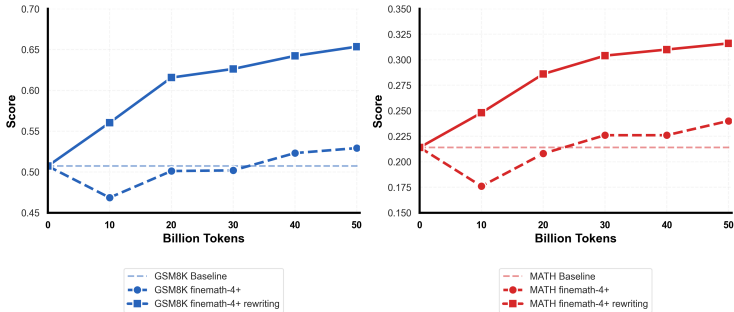 0.70
0.65
0.60
0.55
0.50
0.45
Score
0 10 20 30 40 50
Billion Tokens
GSM8K Baseline
GSM8K finemath-4+
GSM8K finemath-4+ rewriting
0.350
0.325
0.300
0.275
0.250
0.225
0.200
0.175
0.150
Score
0 10 20 30 40 50
Billion Tokens
MATH Baseline
MATH finemath-4+
MATH finemath-4+ rewriting